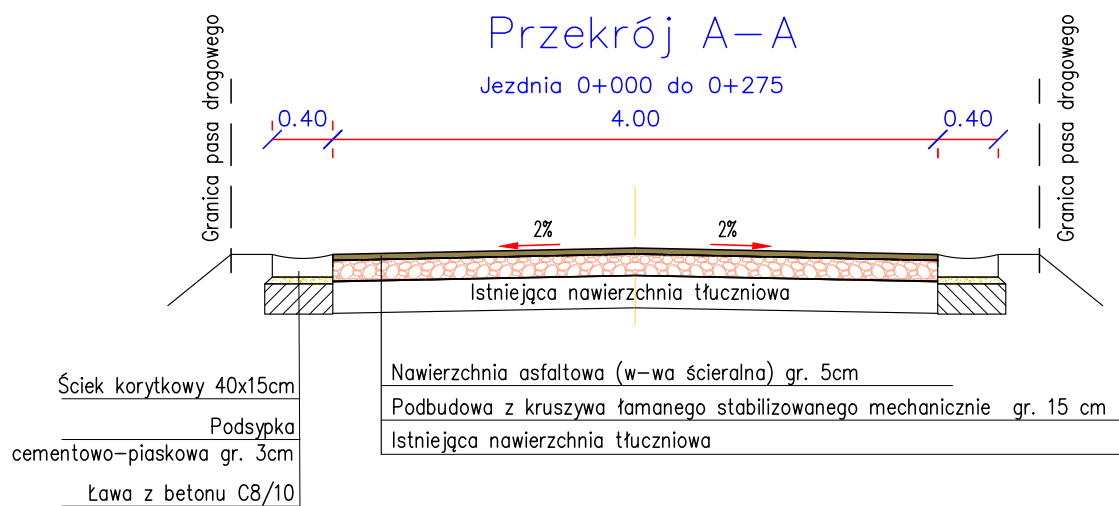 Przekrój A-A
Jezdnia 0+000 do 0+275
0.40
4.00
0.40
Granica pasa drogowego
Granica pasa drogowego
2%
2%
Istniejąca nawierzchnia tłuczniowa
Ściek korytkowy 40x15cm
Podsypka
cementowo-piaskowa gr. 3cm
Ława z betonu C8/10
Nawierzchnia asfaltowa (w-wa ścieralna) gr. 5cm
Podbudowa z kruszywa łamanego stabilizowanego mechanicznie gr. 15 cm
Istniejąca nawierzchnia tłuczniowa